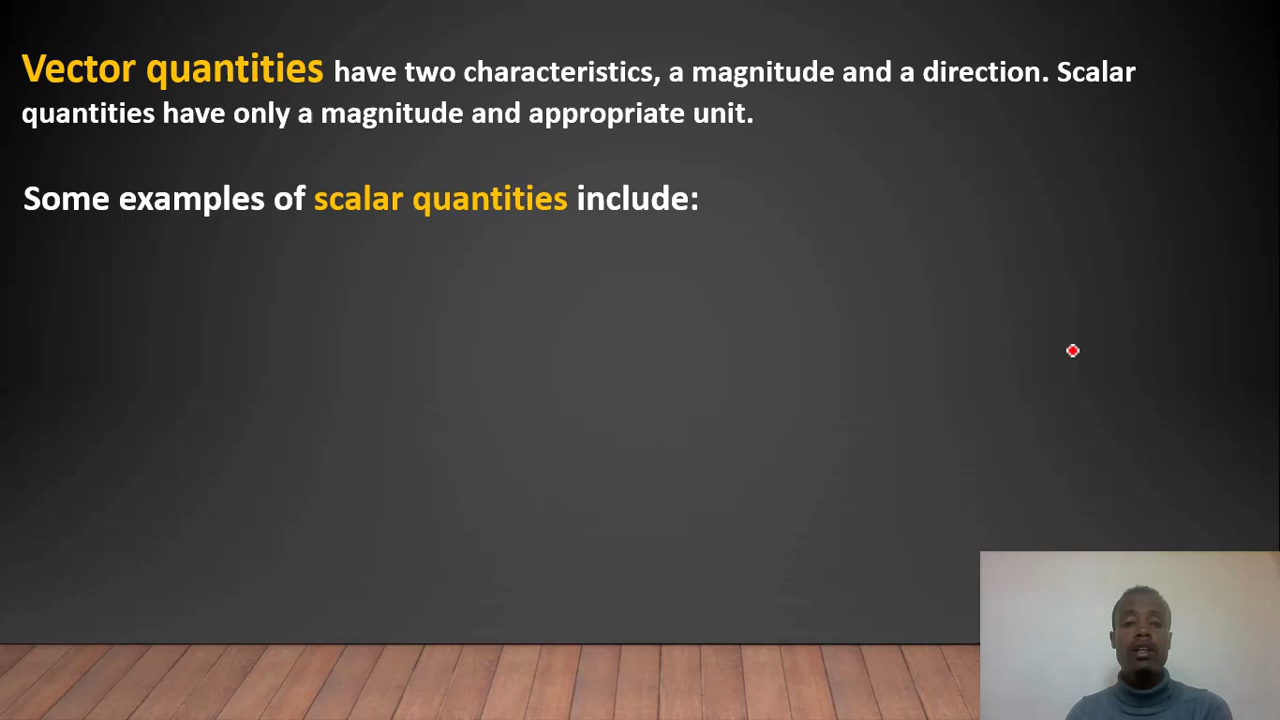 Vector quantities have two characteristics, a magnitude and a direction. Scalar
quantities have only a magnitude and appropriate unit.
Some examples of scalar quantities include: